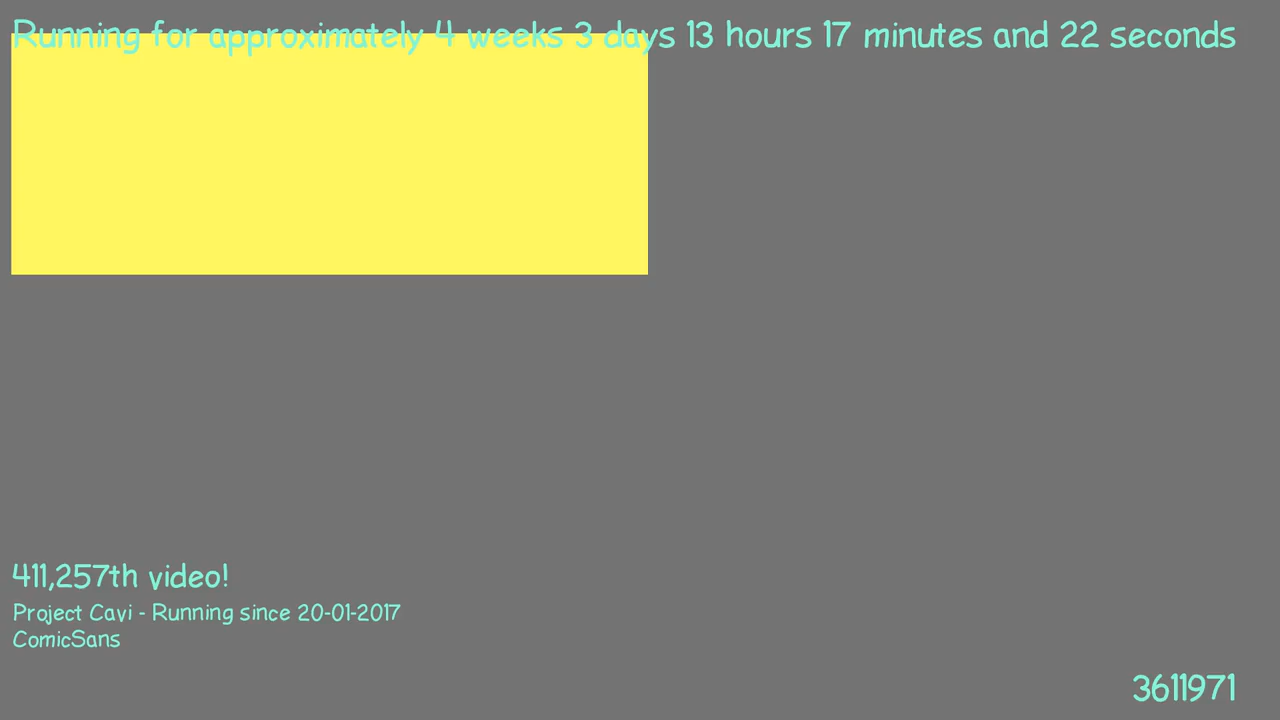 Running for approximately 4 weeks 3 days 13 hours 17 minutes and 22 seconds
411,257th video!
Project Cavi - Running since 20-01-2017
ComicSans
3611971